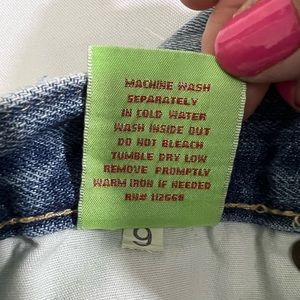 MACHINE WASH
SEPARATELY
IN COLD WATER
WASH INSIDE OUT
DO NOT BLEACH
TUMBLE DRY LOW
REMOVE PROMPTLY
WARM IRON IF NEEDED
RN# 112668
9